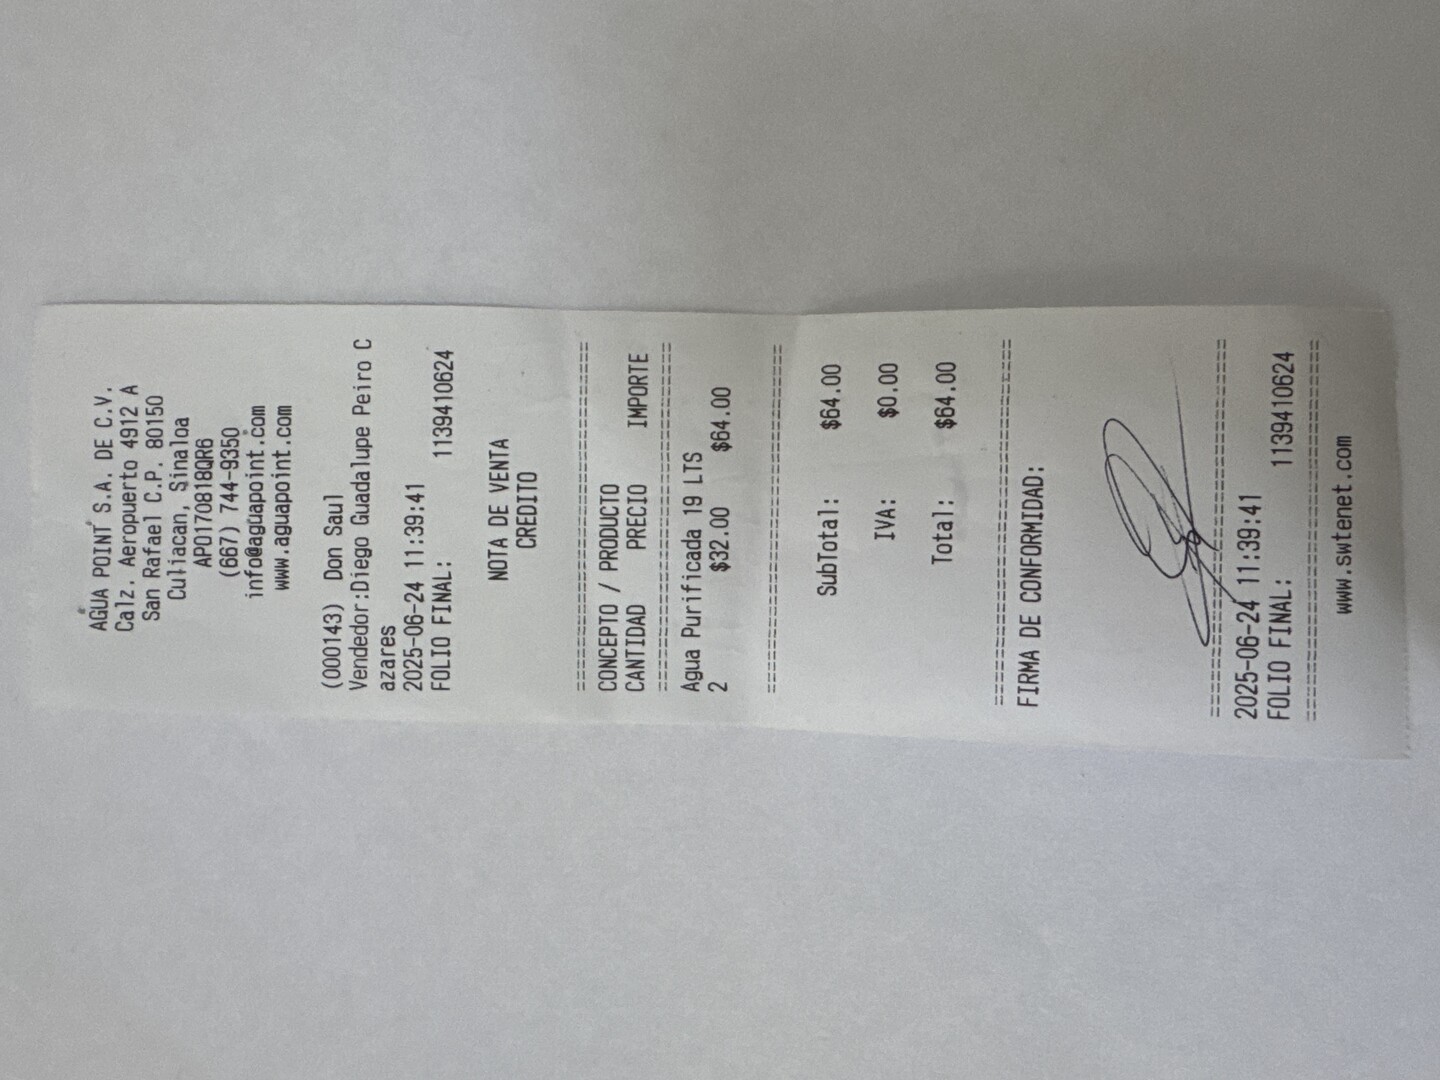 AGUA POINT S.A. DE C.V.
Calz. Aeropuerto 4912 A
San Rafael C.P. 80150
Culiacan, Sinaloa
APO170818QR6
(667) 744-9350
info@aguapoint.com
www.aguapoint.com
(000143) Don Saul
Vendedor:Diego Guadalupe Peiro C
azares
2025-06-24 11:39:41
FOLIO FINAL: 1139410624
NOTA DE VENTA
CREDITO
================================
CONCEPTO / PRODUCTO
CANTIDAD PRECIO IMPORTE
================================
Agua Purificada 19 LTS
2 $32.00 $64.00
================================
SubTotal: $64.00
IVA: $0.00
Total: $64.00
================================
FIRMA DE CONFORMIDAD:
================================
2025-06-24 11:39:41
FOLIO FINAL: 1139410624
================================
www.swtenet.com